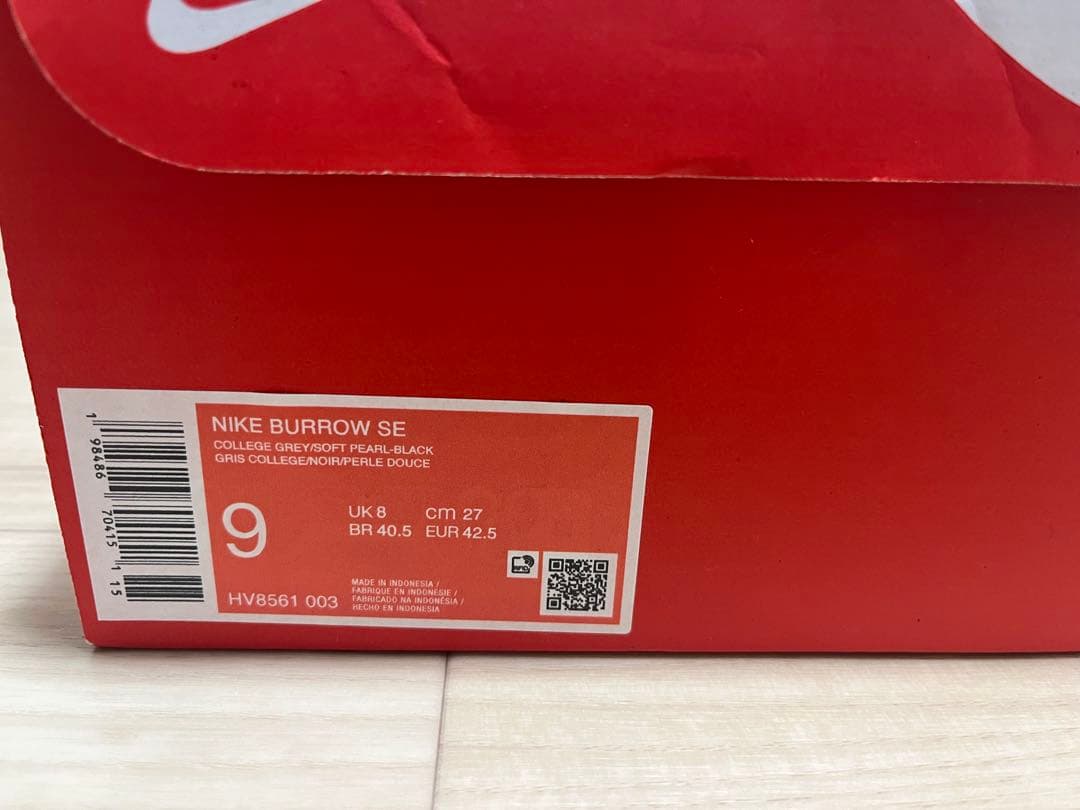 NIKE BURROW SE
COLLEGE GREY/SOFT PEARL-BLACK
GRIS COLLEGE/NOIR/PERLE DOUCE
9
UK 8 cm 27
BR 40.5 EUR 42.5
HV8561 003
MADE IN INDONESIA /
FABRIQUE EN INDONESIE /
FABRICADO NA INDONÉSIA /
HECHO EN INDONESIA
1 98486 70415 1 15